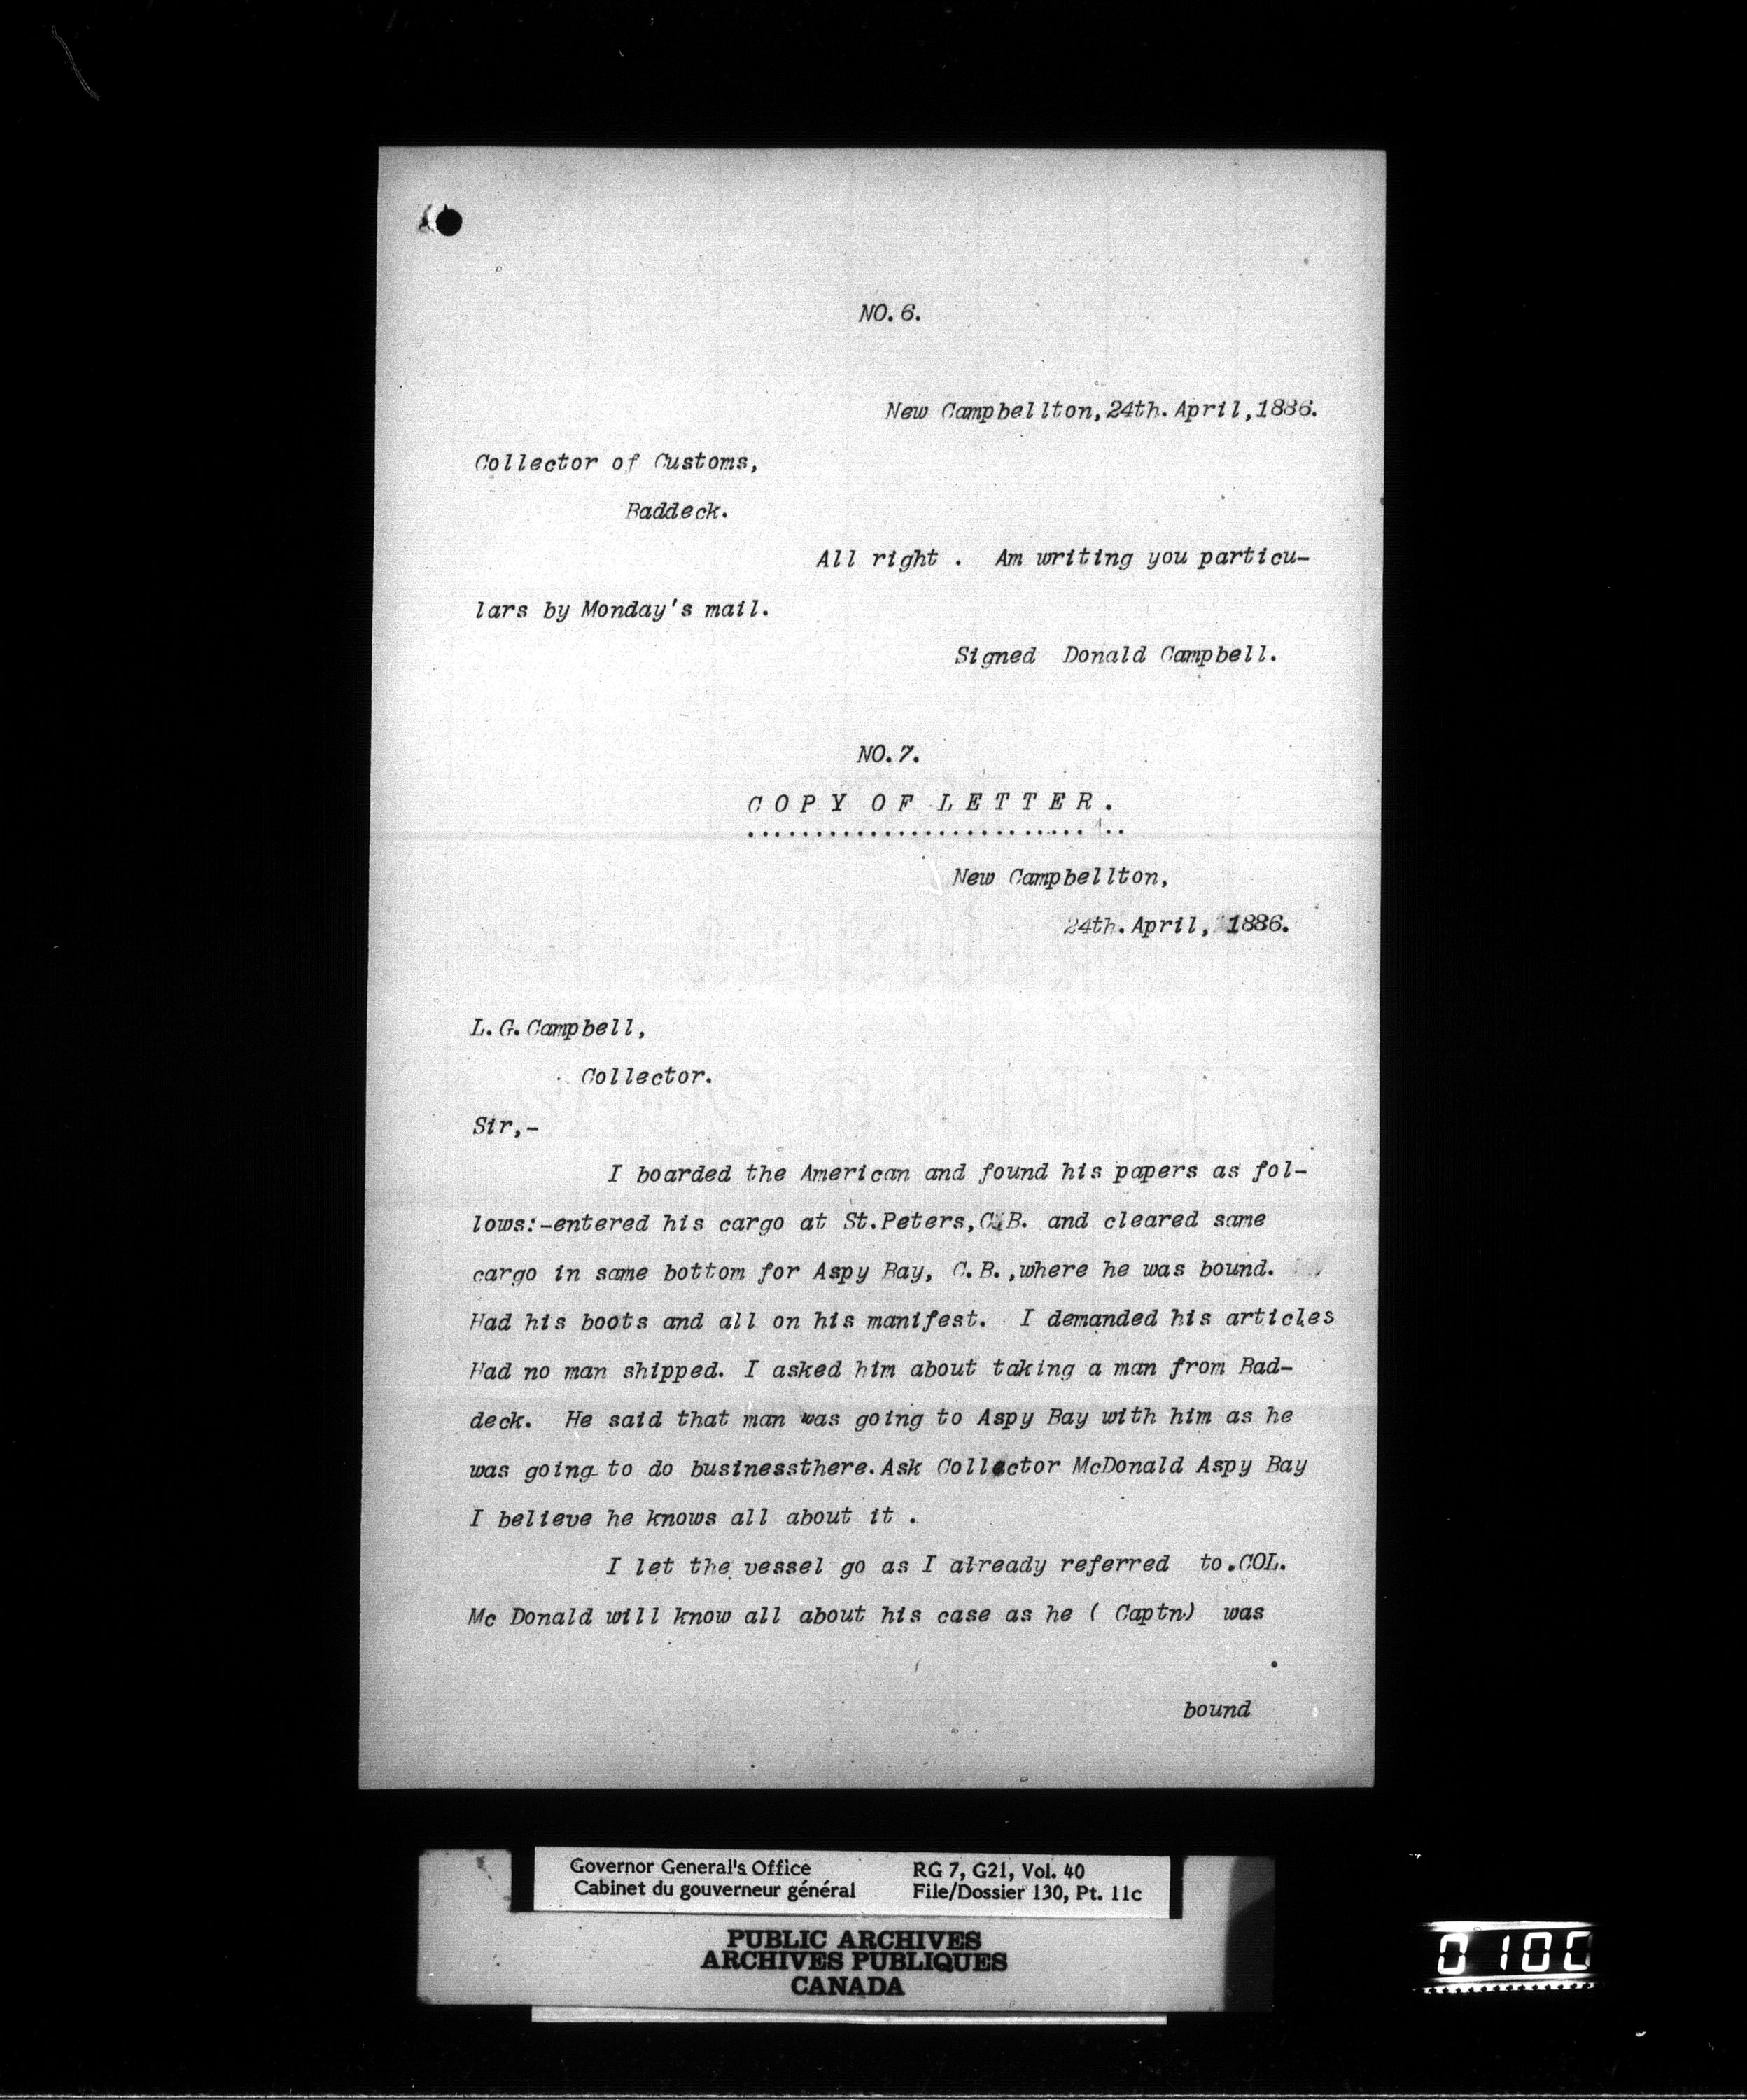 NO.6.
New Campbellton,24th.April,1886.
Collector of Customs,
Baddeck.
All right . Am writing you particu-
lars by Monday's mail.
Signed Donald Campbell.
NO.7.
COPY OF LETTER.
New Campbellton,
24th.April, 1886.
L.G.Campbell,
Collector.
Sir,-
I boarded the American and found his papers as fol-
lows:-entered his cargo at St.Peters,C.B. and cleared same
cargo in same bottom for Aspy Bay, C.B.,where he was bound.
Had his boots and all on his manifest. I demanded his articles
Had no man shipped. I asked him about taking a man from Bad-
deck. He said that man was going to Aspy Bay with him as he
was going to do businessthere.Ask Collector McDonald Aspy Bay
I believe he knows all about it .
I let the vessel go as I already referred to.COL.
Mc Donald will know all about his case as he ( Captn.) was
bound
Governor General's Office
Cabinet du gouverneur général
RG 7, G21, Vol. 40
File/Dossier 130, Pt. 11c
PUBLIC ARCHIVES
ARCHIVES PUBLIQUES
CANADA
0100